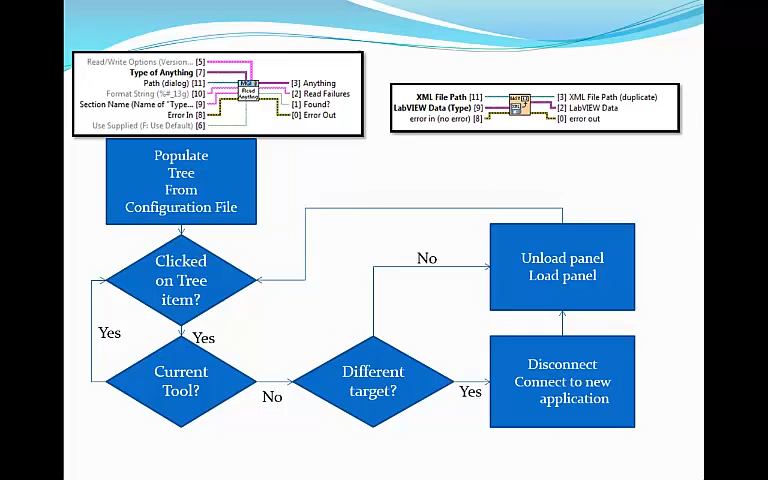 Read/Write Options (Version... [5]
Type of Anything [7]
Path (dialog) [11]
Format String (%#_13g) [10]
Section Name (Name of "Type... [9]
Error In [8]
Use Supplied (F: Use Default) [6]
Read
Anything
[3] Anything
[2] Read Failures
[1] Found?
[0] Error Out
XML File Path [11]
LabVIEW Data (Type) [9]
error in (no error) [8]
[3] XML File Path (duplicate)
[2] LabVIEW Data
[0] error out
Populate
Tree
From
Configuration File
Clicked
on Tree
item?
Yes
Yes
Current
Tool?
No
Different
target?
No
Yes
Unload panel
Load panel
Disconnect
Connect to new
application